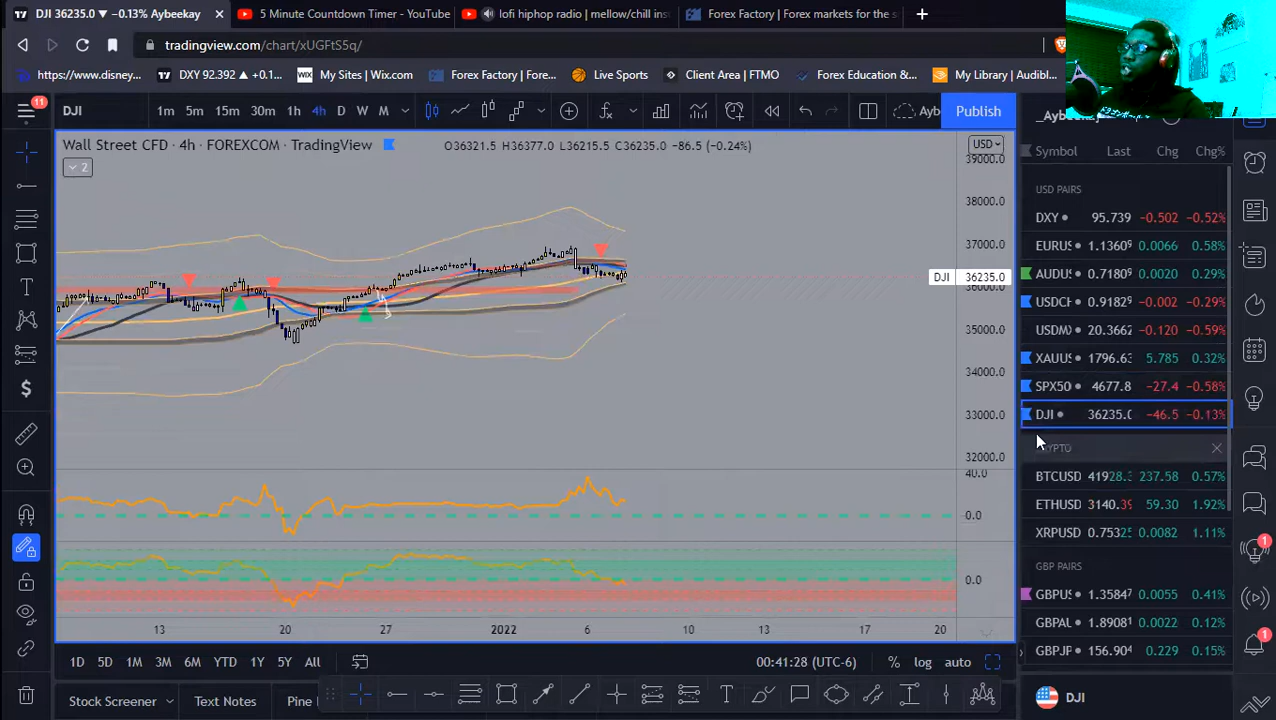 DJI 36235.0 ▼ −0.13% Aybeekay
5 Minute Countdown Timer - YouTube
lofi hiphop radio | mellow/chill ins
Forex Factory | Forex markets for the s
tradingview.com/chart/xUGFtS5q/
https://www.disney...
DXY 92.392 ▲ +0.1...
WIX My Sites | Wix.com
Forex Factory | Fore...
Live Sports
Client Area | FTMO
Forex Education &...
My Library | Audibl...
11
DJI
1m 5m 15m 30m 1h 4h D W M
Ayb
Publish
Wall Street CFD · 4h · FOREXCOM · TradingView
O36321.5 H36377.0 L36215.5 C36235.0 −86.5 (−0.24%)
2
USD
39000.0
38000.0
37000.0
DJI 36235.0
36000.0
35000.0
34000.0
33000.0
32000.0
40.0
0.0
0.0
13 20 27 2022 6 10 13 17 20
1D 5D 1M 3M 6M YTD 1Y 5Y All
00:41:28 (UTC-6)
% log auto
Stock Screener
Text Notes
Pine
Symbol Last Chg Chg%
USD PAIRS
DXY 95.739 −0.502 −0.52%
EURUS 1.13609 0.0066 0.58%
AUDUS 0.71809 0.0020 0.29%
USDCH 0.91829 −0.002 −0.29%
USDMX 20.3662 −0.120 −0.59%
XAUUS 1796.63 5.785 0.32%
SPX50 4677.8 −27.4 −0.58%
DJI 36235.0 −46.5 −0.13%
BTCUSD 237.58 0.57%
ETHUSD 3140.39 59.30 1.92%
XRPUSD 0.75325 0.0082 1.11%
GBP PAIRS
GBPUS 1.35847 0.0055 0.41%
GBPAU 1.89081 0.0022 0.12%
GBPJP 156.904 0.229 0.15%
DJI
1
1